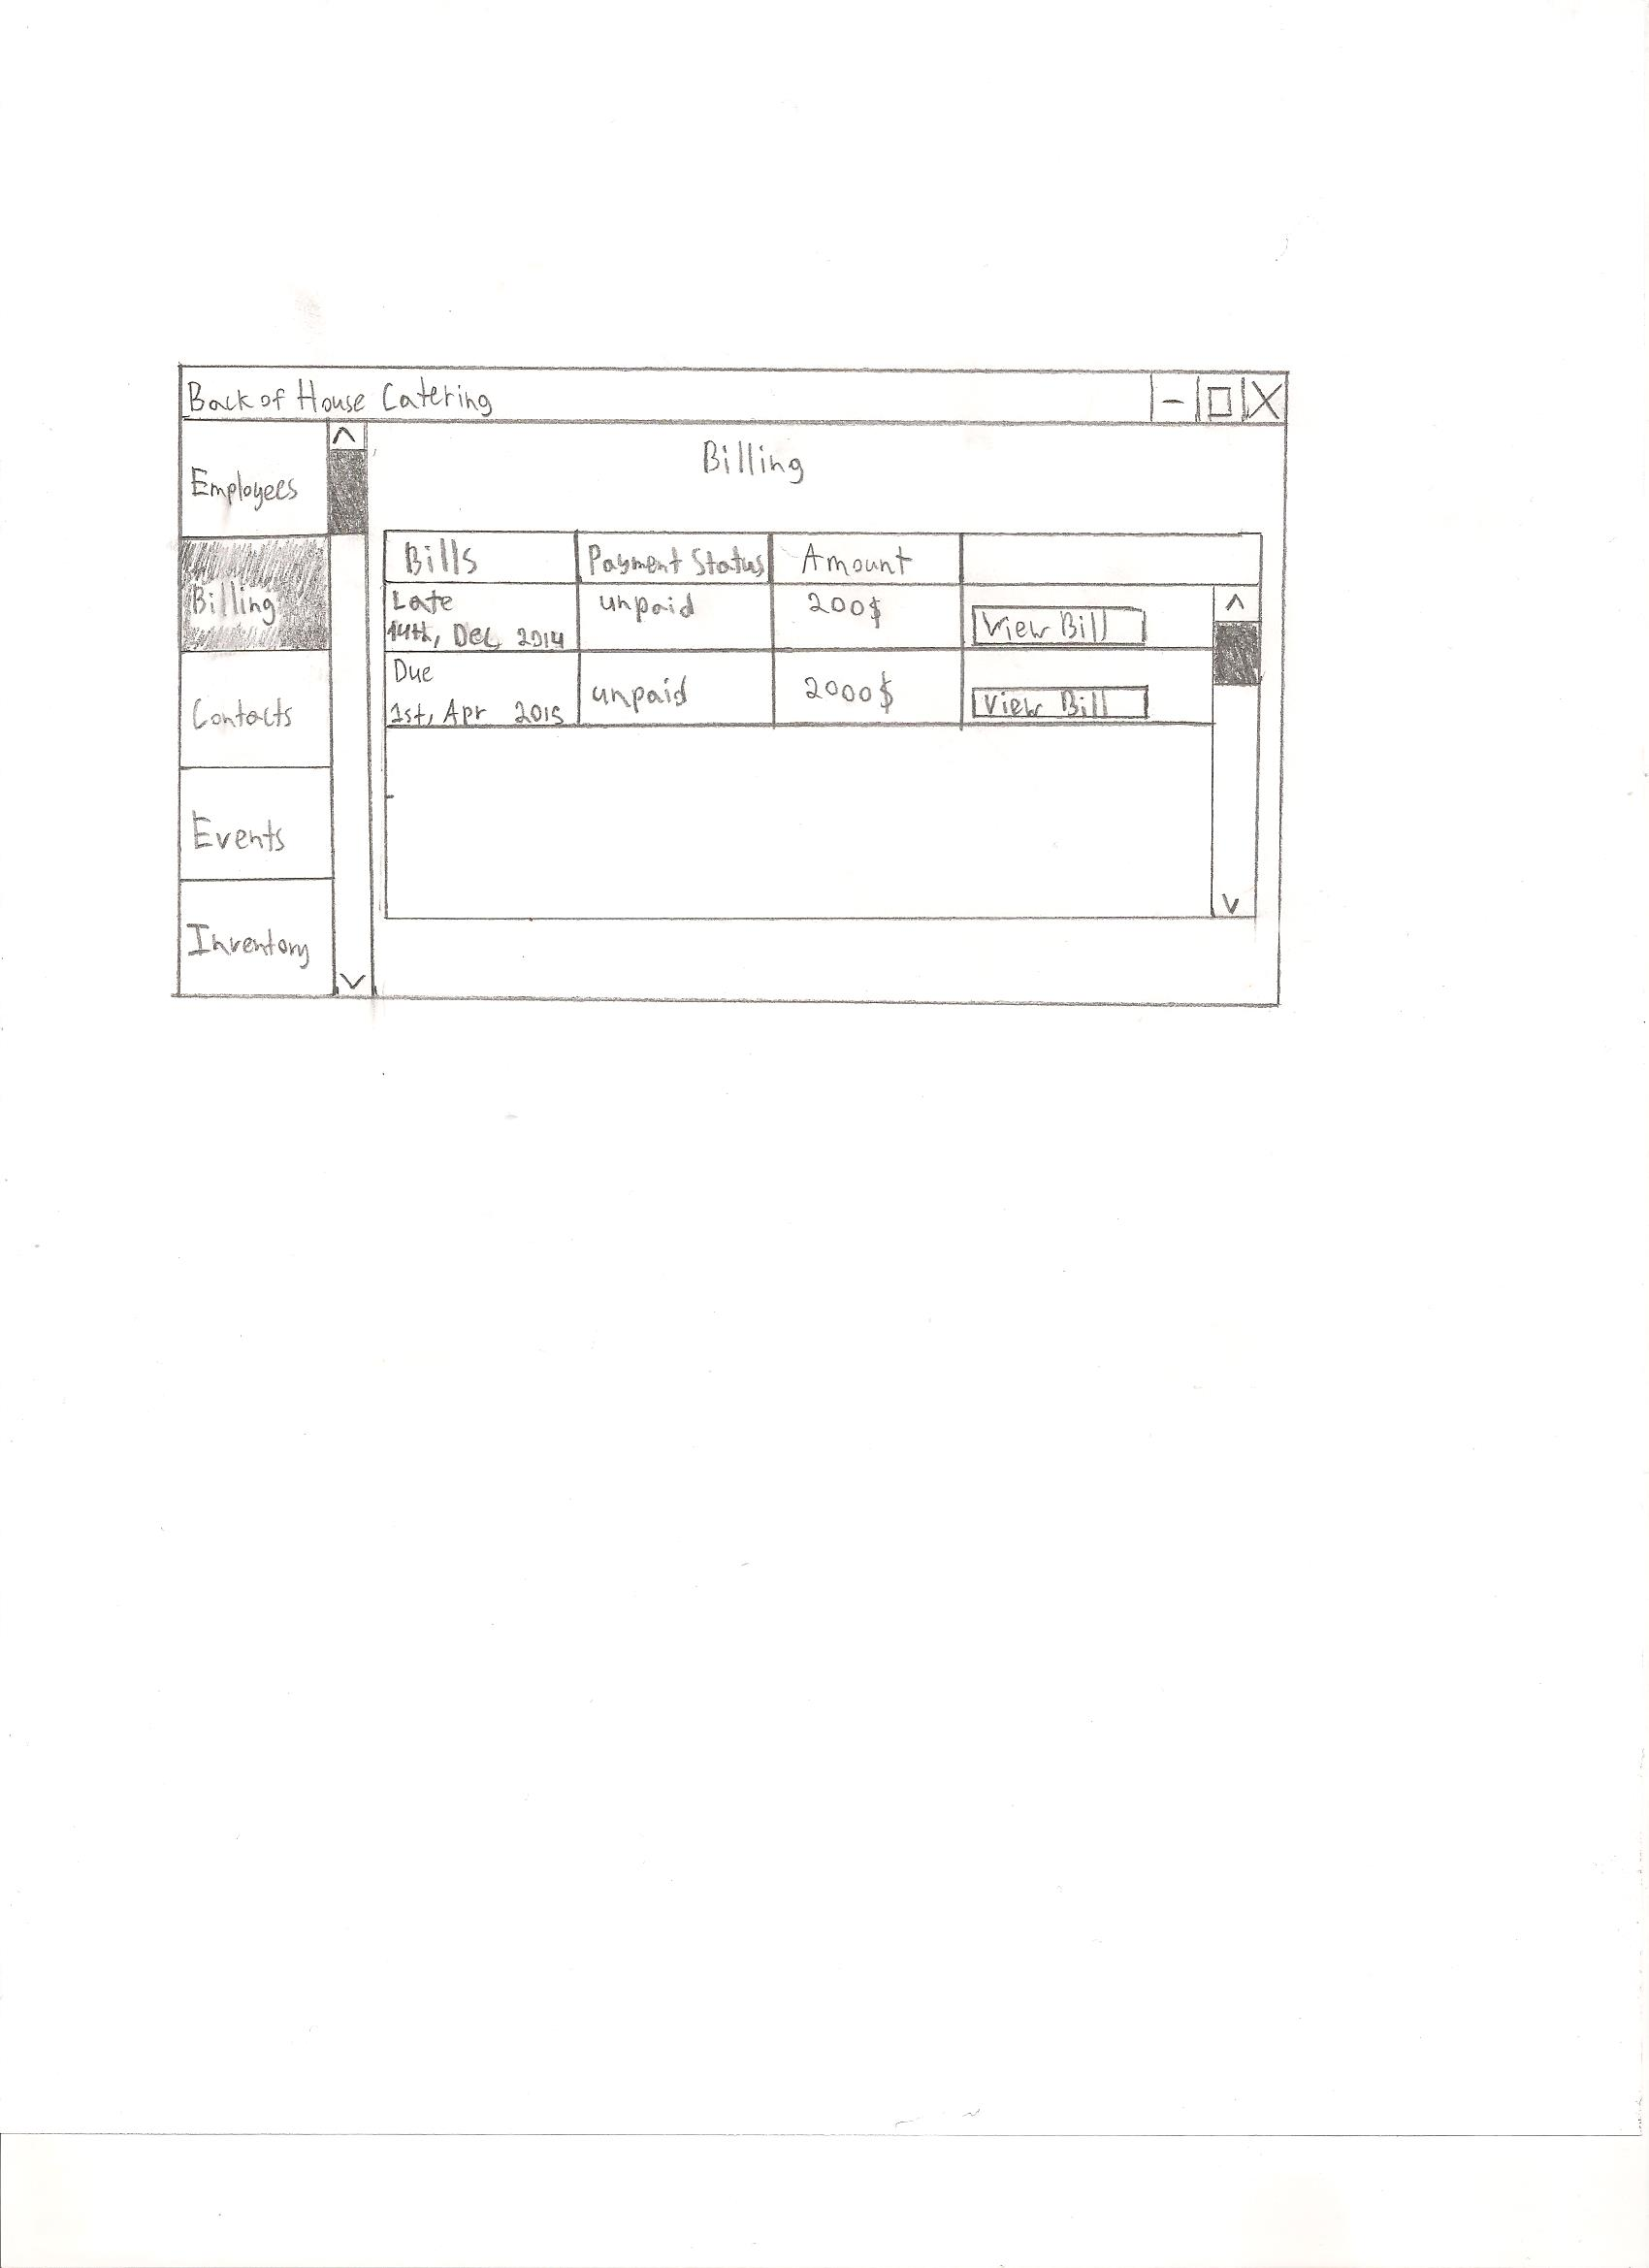 Back of House Catering
Employees
Billing
Contacts
Events
Inventory
Billing
Bills Payment Status Amount
Late unpaid 200$ View Bill
14th, Dec 2014
Due unpaid 2000$ View Bill
1st, Apr 2015